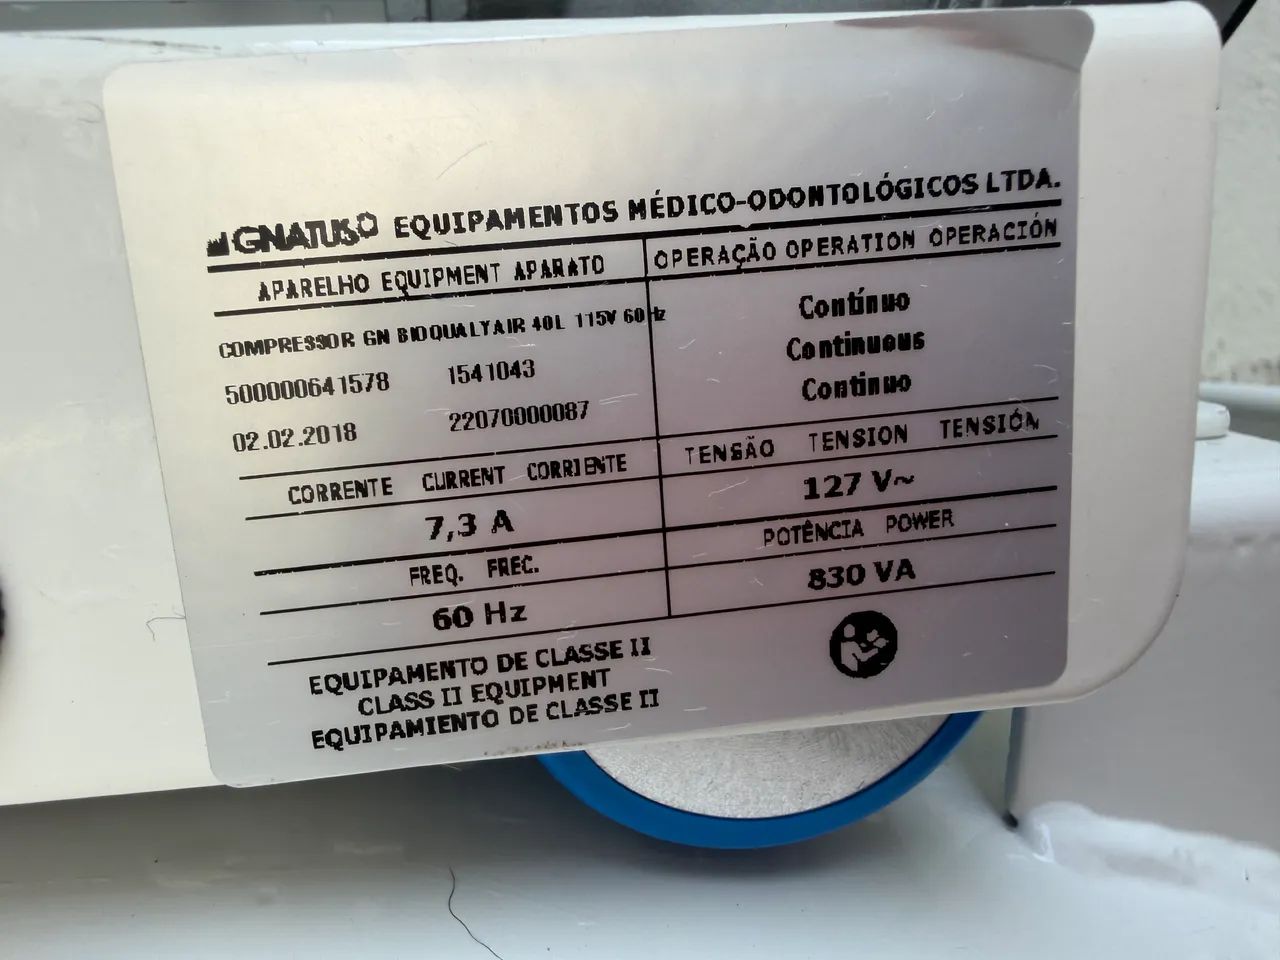 GNATUS EQUIPAMENTOS MÉDICO-ODONTOLÓGICOS LTDA.
APARELHO EQUIPMENT APARATO
OPERAÇÃO OPERATION OPERACIÓN
COMPRESSOR GN BIOQUALYAIR 40L 115V 60Hz
500000641578 1541043
02.02.2018 22070000087
Contínuo
Continuous
Continuo
CORRENTE CURRENT CORRIENTE
TENSÃO TENSION TENSIÓN
7,3 A
127 V~
FREQ. FREC.
POTÊNCIA POWER
60 Hz
830 VA
EQUIPAMENTO DE CLASSE II
CLASS II EQUIPMENT
EQUIPAMIENTO DE CLASSE II